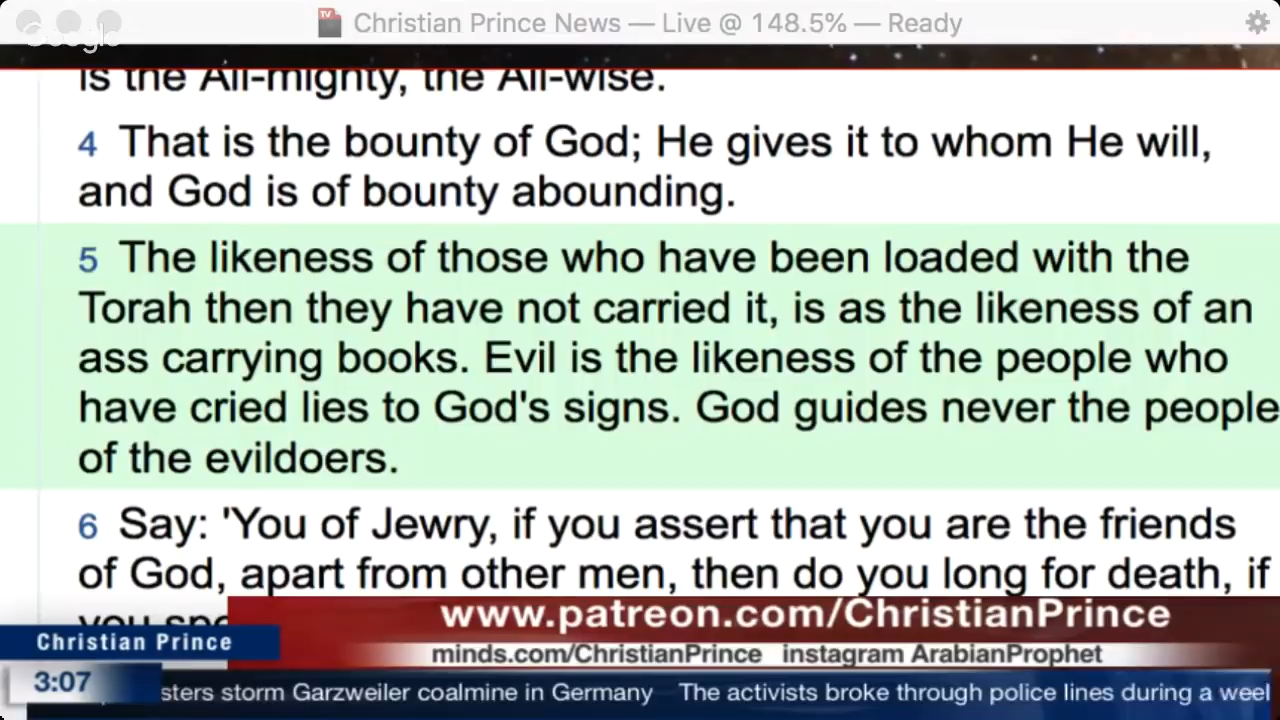 Christian Prince News — Live @ 148.5% — Ready
Google
is the All-mighty, the All-wise.
4 That is the bounty of God; He gives it to whom He will,
and God is of bounty abounding.
5 The likeness of those who have been loaded with the
Torah then they have not carried it, is as the likeness of an
ass carrying books. Evil is the likeness of the people who
have cried lies to God's signs. God guides never the people
of the evildoers.
6 Say: 'You of Jewry, if you assert that you are the friends
of God, apart from other men, then do you long for death, if
you spe
www.patreon.com/ChristianPrince
Christian Prince
minds.com/ChristianPrince instagram ArabianProphet
3:07
sters storm Garzweiler coalmine in Germany The activists broke through police lines during a weel